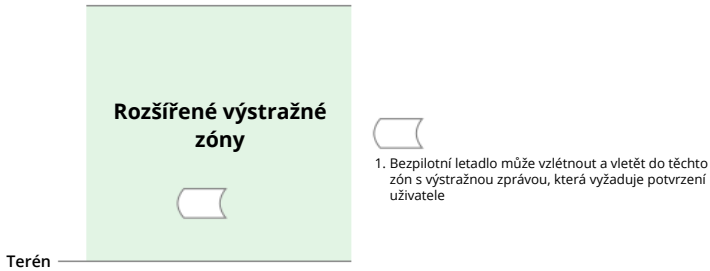 Rozšířené výstražné
zóny
1. Bezpilotní letadlo může vzlétnout a vletět do těchto
zón s výstražnou zprávou, která vyžaduje potvrzení
uživatele
Terén